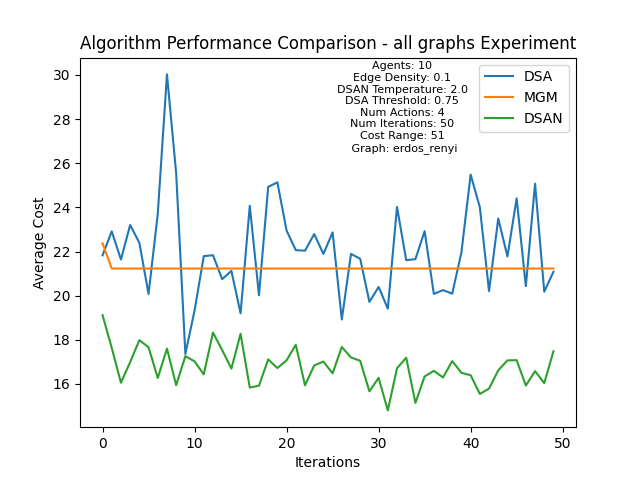 Algorithm Performance Comparison - all graphs Experiment
Agents: 10
Edge Density: 0.1
DSAN Temperature: 2.0
DSA Threshold: 0.75
Num Actions: 4
Num Iterations: 50
Cost Range: 51
Graph: erdos_renyi
DSA
MGM
DSAN
Average Cost
30
28
26
24
22
20
18
16
0
10
20
30
40
50
Iterations